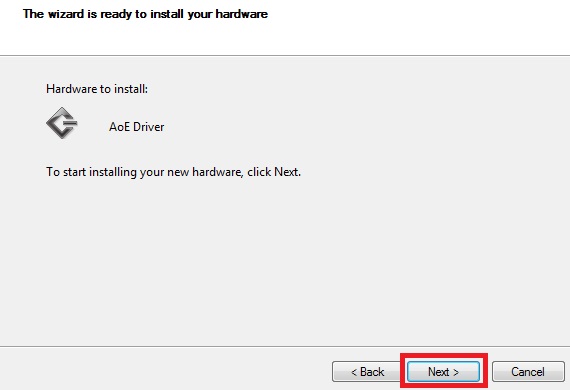 The wizard is ready to install your hardware
Hardware to install:
AoE Driver
To start installing your new hardware, click Next.
< Back Next > Cancel